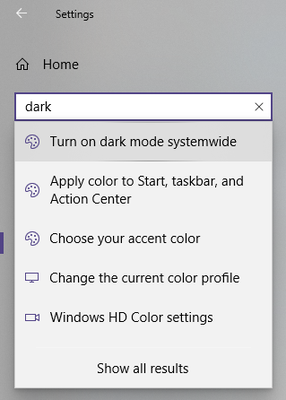 Settings
Home
dark
Turn on dark mode systemwide
Apply color to Start, taskbar, and
Action Center
Choose your accent color
Change the current color profile
Windows HD Color settings
Show all results